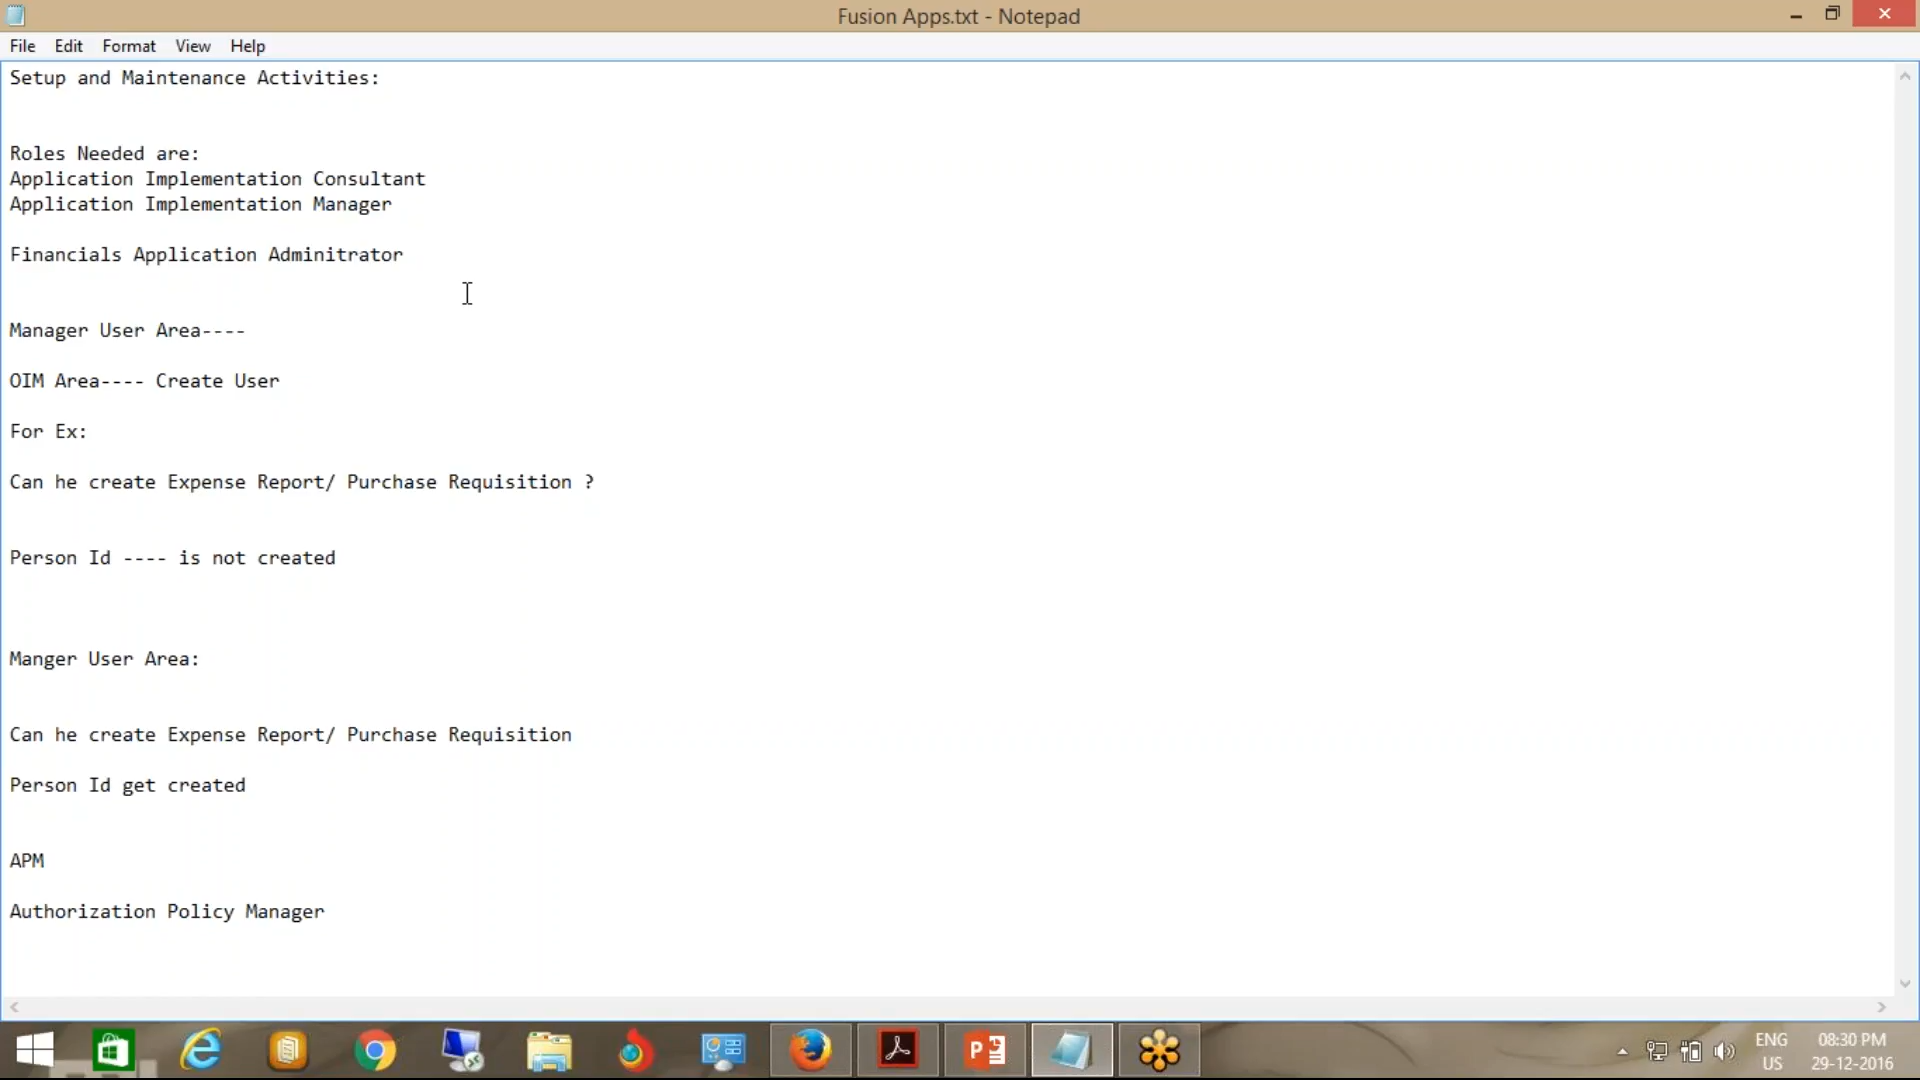 Fusion Apps.txt - Notepad
File Edit Format View Help
Setup and Maintenance Activities:
Roles Needed are:
Application Implementation Consultant
Application Implementation Manager
Financials Application Adminitrator
Manager User Area----
OIM Area---- Create User
For Ex:
Can he create Expense Report/ Purchase Requisition ?
Person Id ---- is not created
Manger User Area:
Can he create Expense Report/ Purchase Requisition
Person Id get created
APM
Authorization Policy Manager
ENG 08:30 PM
US 29-12-2016